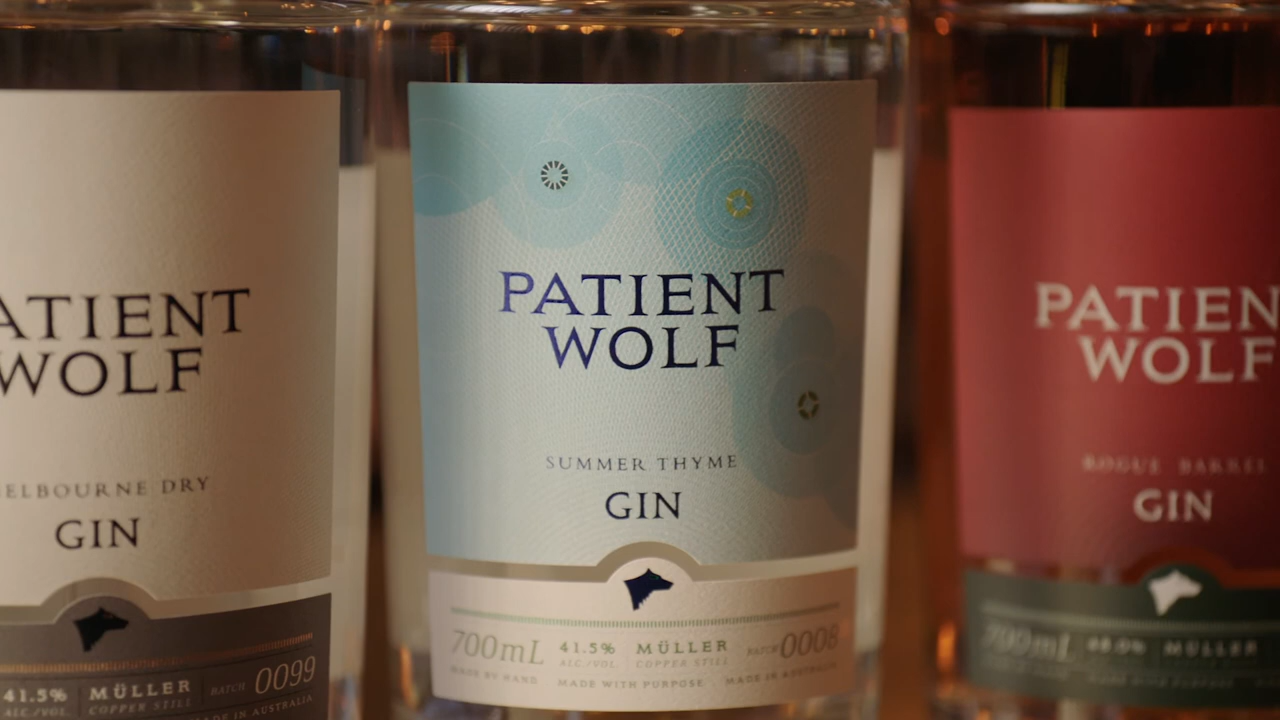 ATIENT
WOLF
ELBOURNE DRY
GIN
41.5%
ALC./VOL.
MÜLLER
COPPER STILL
BATCH 0099
ADE IN AUSTRALIA
PATIENT
WOLF
SUMMER THYME
GIN
700mL
41.5%
ALC./VOL.
MÜLLER
COPPER STILL
BATCH 0008
MADE BY HAND
MADE WITH PURPOSE
MADE IN AUSTRALIA
PATIEN
WOLF
ROGUE BARREL
GIN
700mL
MÜLLER